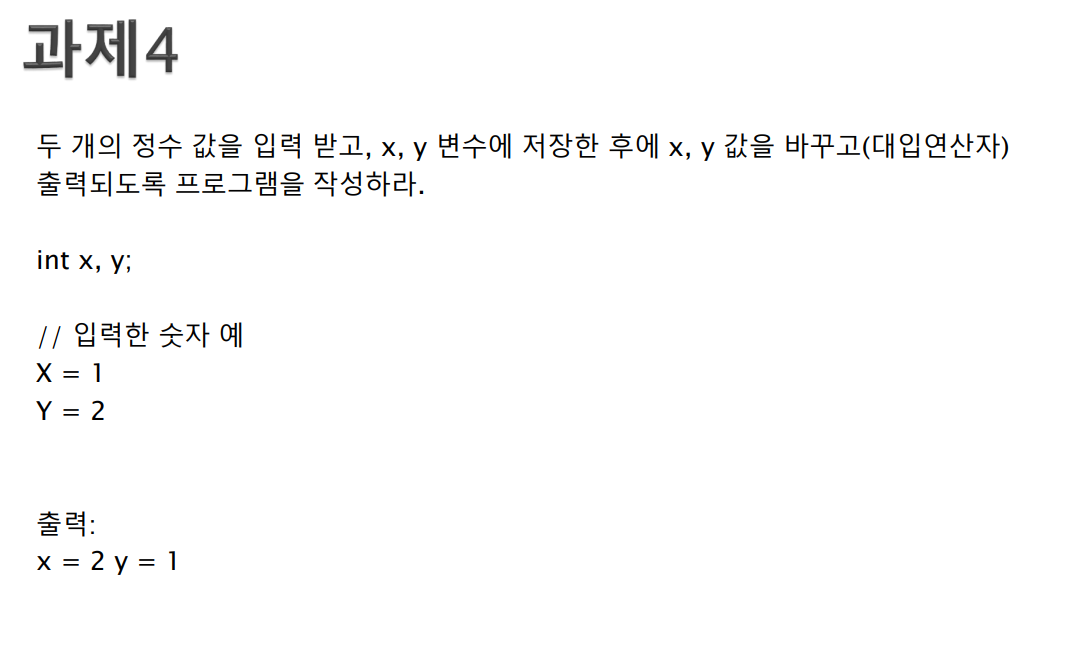 과제4
두 개의 정수 값을 입력 받고, x, y 변수에 저장한 후에 x, y 값을 바꾸고(대입연산자)
출력되도록 프로그램을 작성하라.
int x, y;
// 입력한 숫자 예
X = 1
Y = 2
출력:
x = 2 y = 1